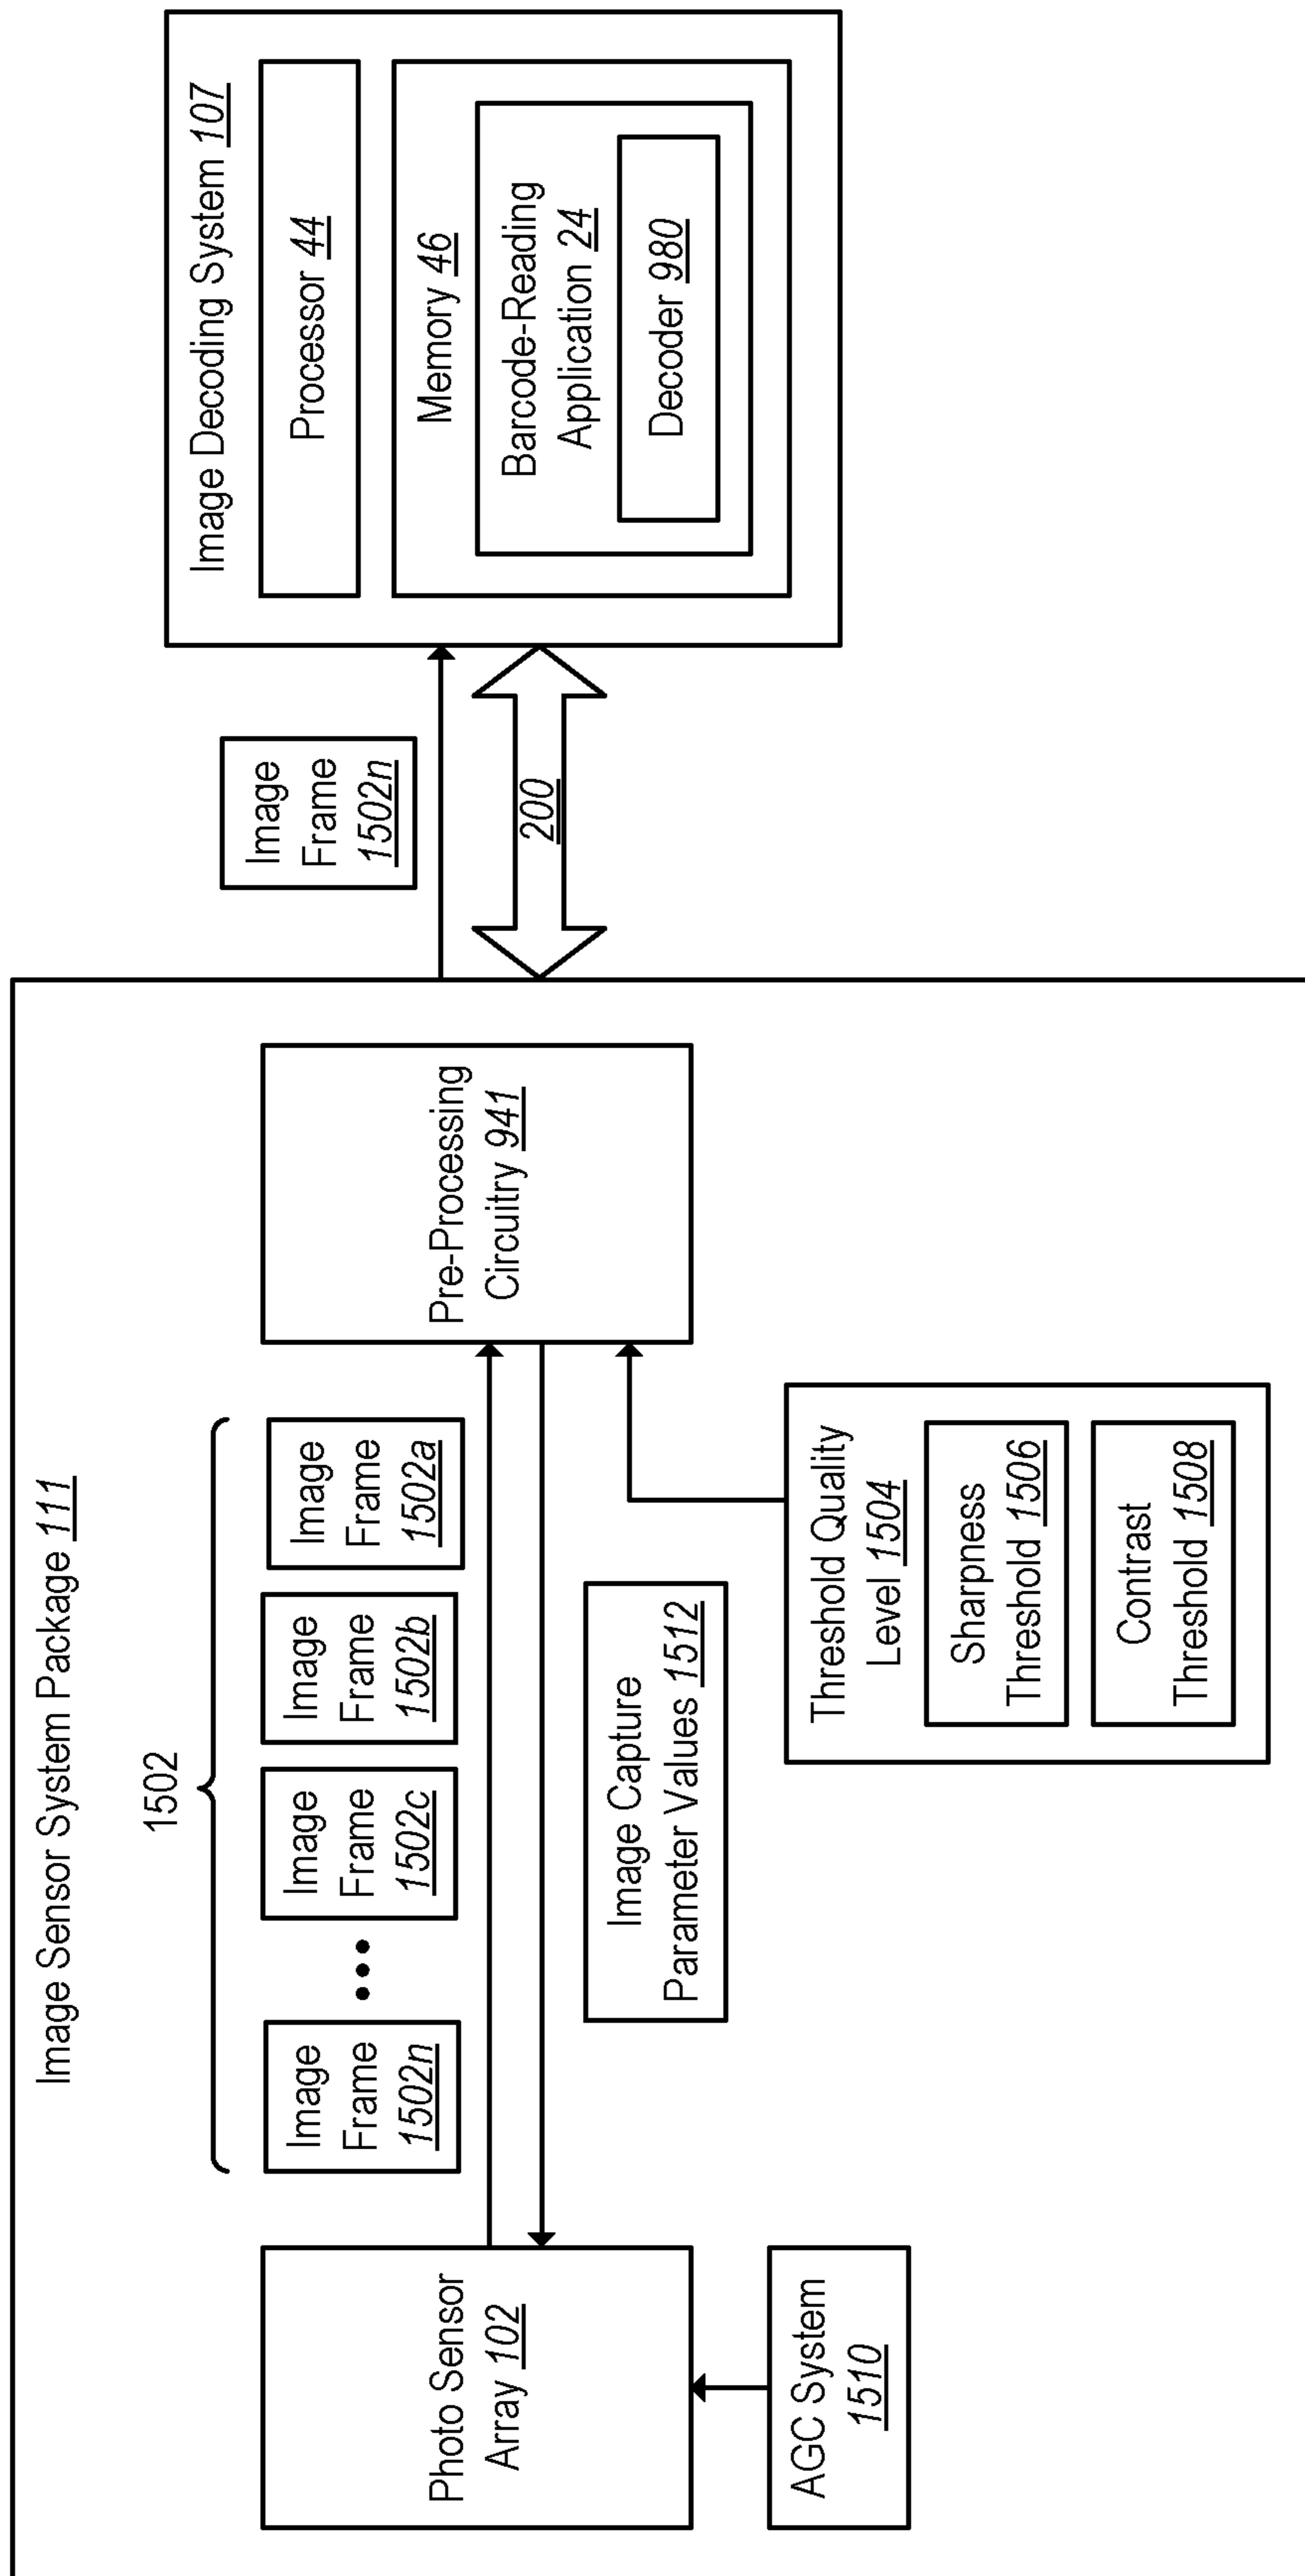 Image Sensor System Package 111
1502
Image
Frame
1502n
Image
Frame
1502c
Image
Frame
1502b
Image
Frame
1502a
Photo Sensor
Array 102
Pre-Processing
Circuitry 941
Image Capture
Parameter Values 1512
AGC System
1510
Threshold Quality
Level 1504
Sharpness
Threshold 1506
Contrast
Threshold 1508
Image
Frame
1502n
200
Image Decoding System 107
Processor 44
Memory 46
Barcode-Reading
Application 24
Decoder 980